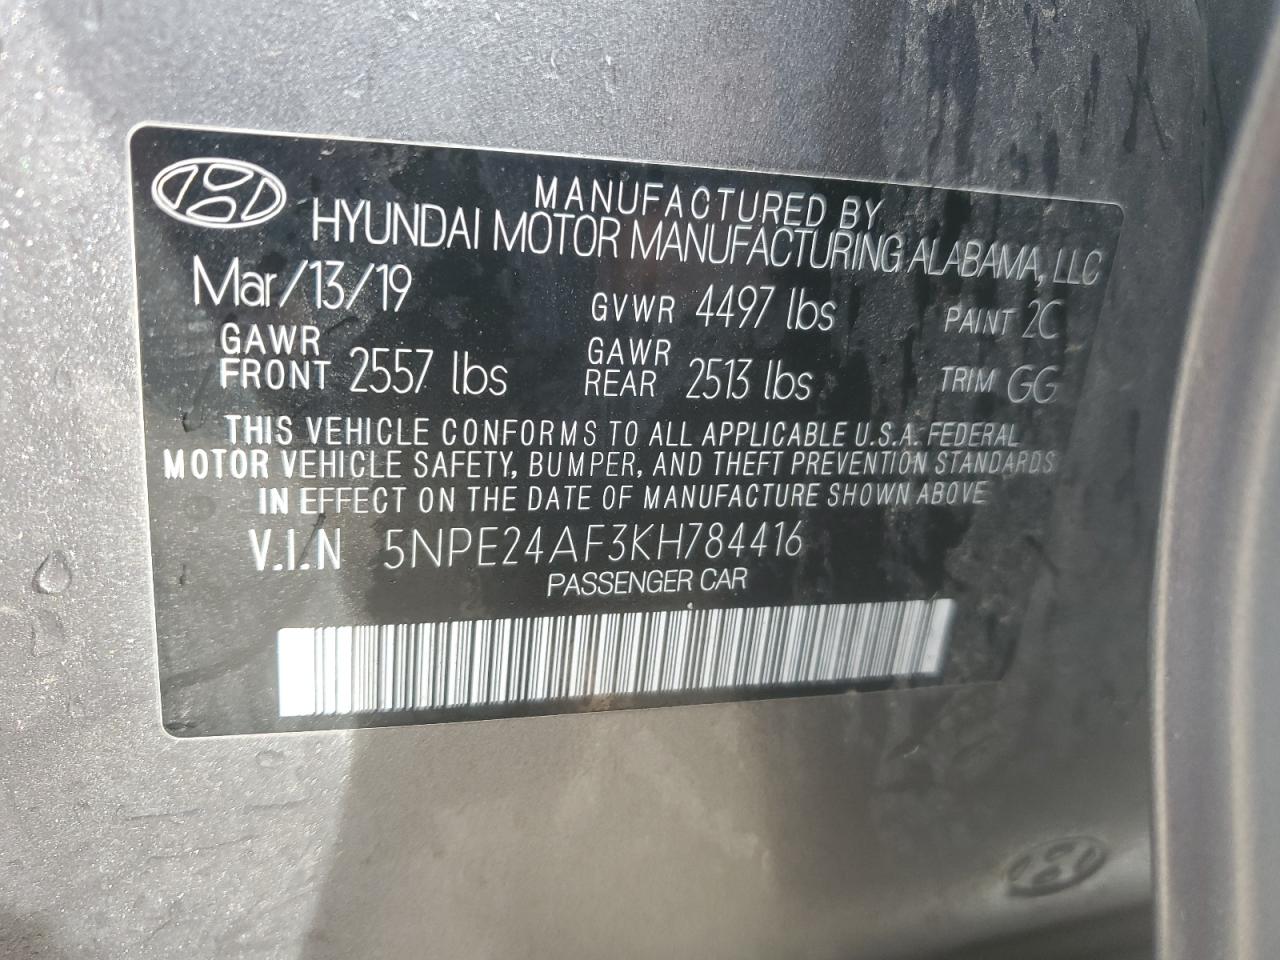 MANUFACTURED BY
HYUNDAI MOTOR MANUFACTURING ALABAMA, LLC
Mar/13/19 GVWR 4497 lbs PAINT 2C
GAWR FRONT 2557 lbs GAWR REAR 2513 lbs TRIM GG
THIS VEHICLE CONFORMS TO ALL APPLICABLE U.S.A. FEDERAL
MOTOR VEHICLE SAFETY, BUMPER, AND THEFT PREVENTION STANDARDS
IN EFFECT ON THE DATE OF MANUFACTURE SHOWN ABOVE
V.I.N 5NPE24AF3KH784416
PASSENGER CAR